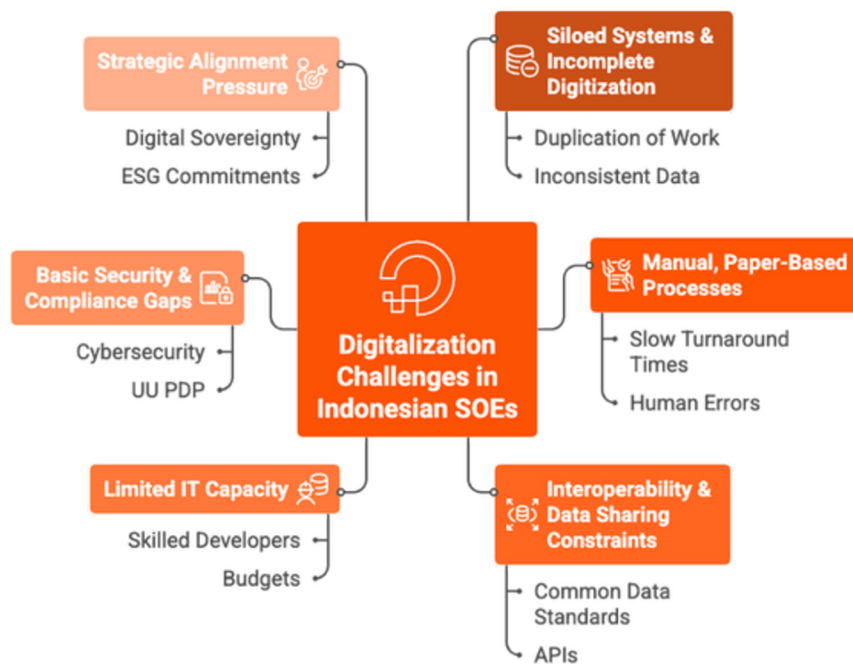 Strategic Alignment
Pressure
Digital Sovereignty
ESG Commitments
Siloed Systems &
Incomplete
Digitization
Duplication of Work
Inconsistent Data
Basic Security &
Compliance Gaps
Cybersecurity
UU PDP
Digitalization
Challenges in
Indonesian SOEs
Manual, Paper-Based
Processes
Slow Turnaround
Times
Human Errors
Limited IT Capacity
Skilled Developers
Budgets
Interoperability &
Data Sharing
Constraints
Common Data
Standards
APIs